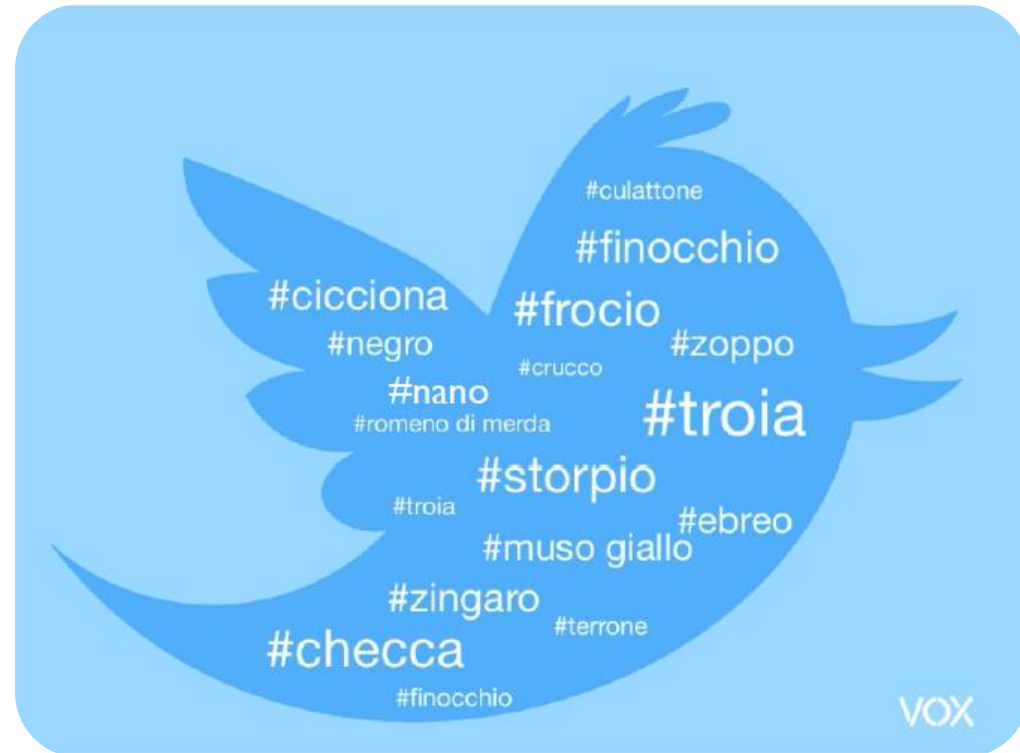 #culattone
#finocchio
#cicciona
#frocio
#negro
#zoppo
#crucco
#nano
#troia
#romeno di merda
#storpio
#troia
#ebreo
#muso giallo
#zingaro
#terrone
#checca
#finocchio
VOX